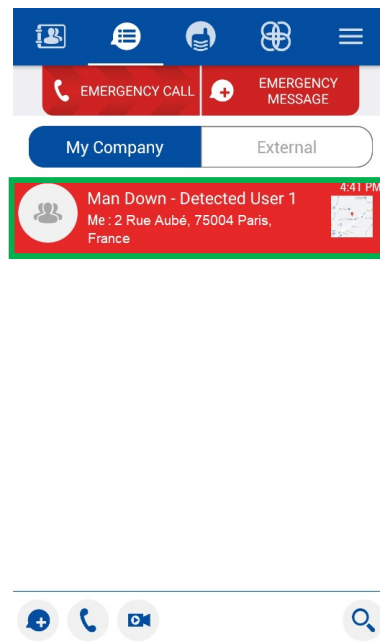 EMERGENCY CALL
EMERGENCY
MESSAGE
My Company
External
Man Down - Detected User 1
4:41 PM
Me : 2 Rue Aubé, 75004 Paris,
France